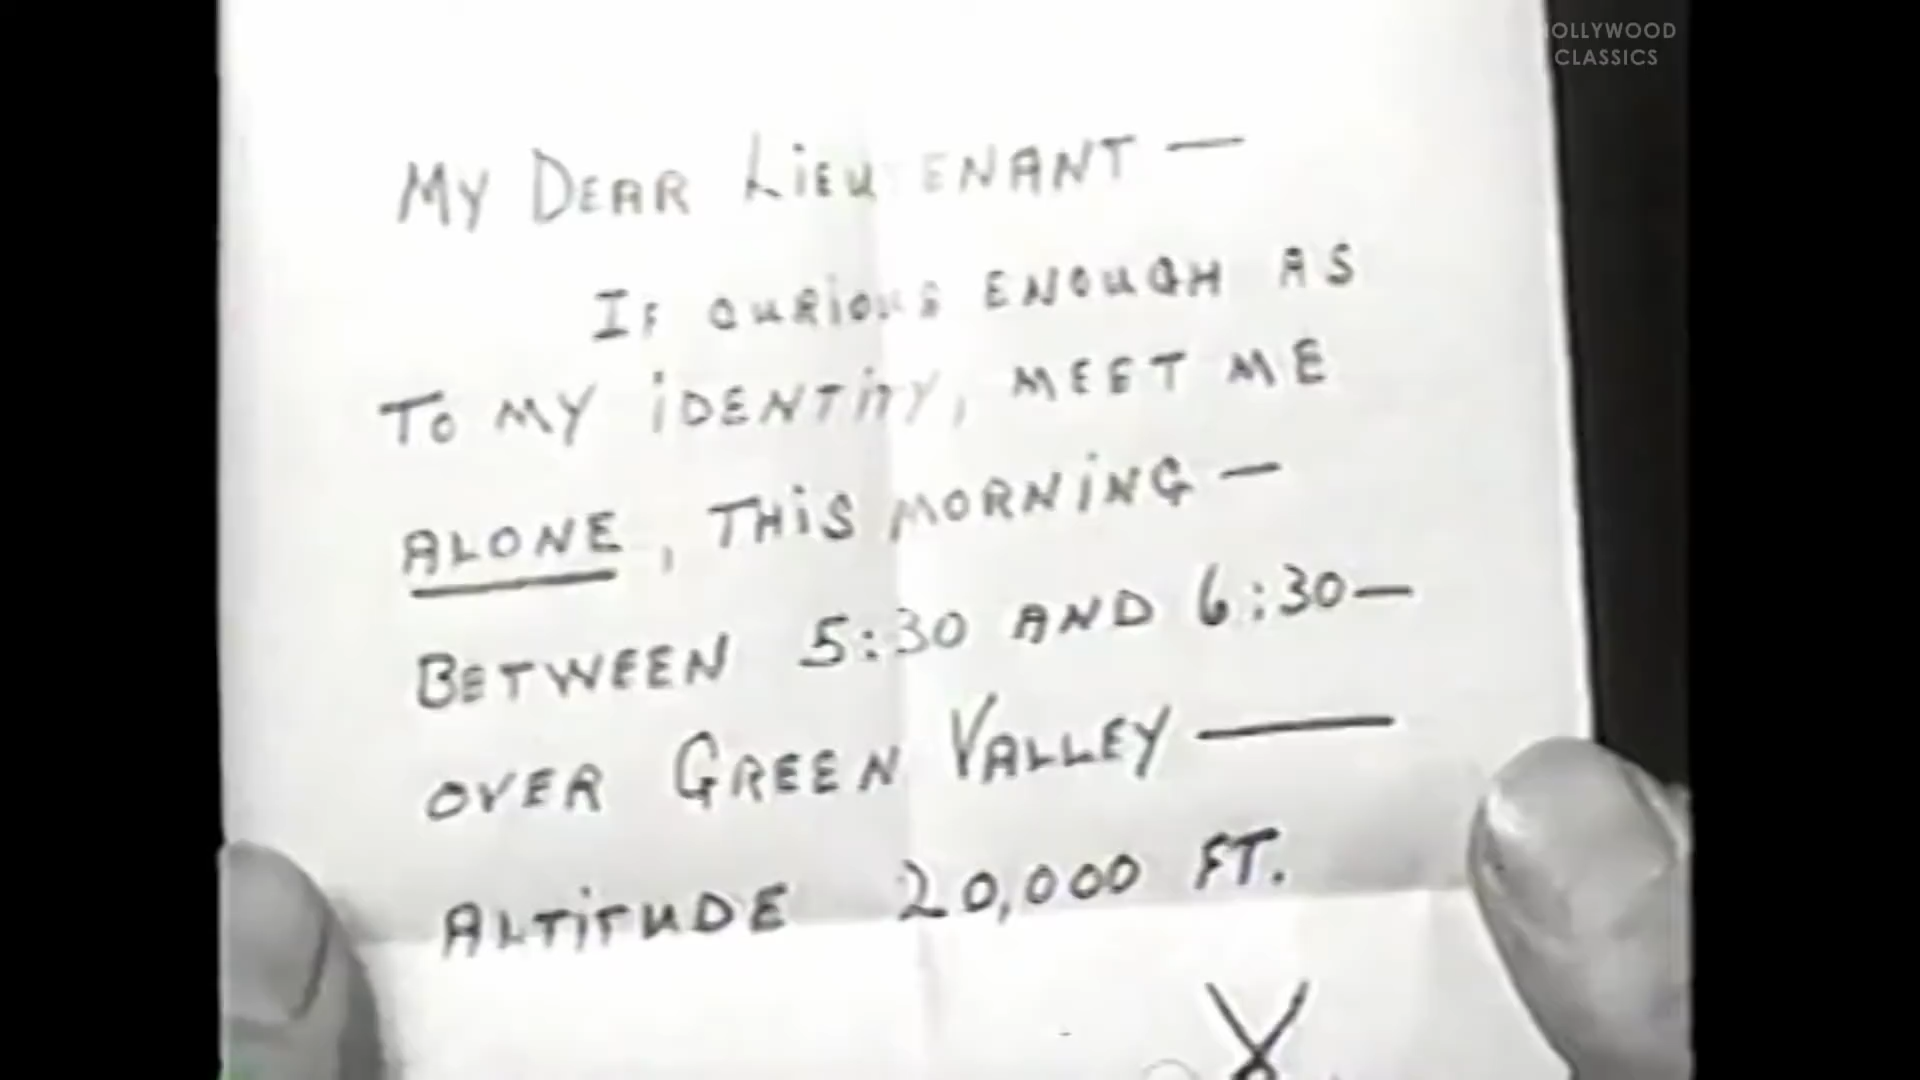 OLLYWOOD
CLASSICS
MY DEAR LIEUTENANT —
IF CURIOUS ENOUGH AS
TO MY IDENTITY, MEET ME
ALONE, THIS MORNING —
BETWEEN 5:30 AND 6:30—
OVER GREEN VALLEY —
ALTITUDE 20,000 FT.